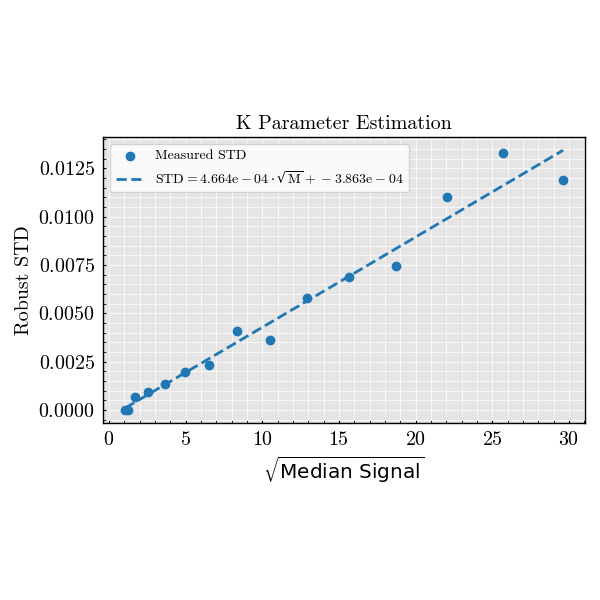 K Parameter Estimation
Measured STD
STD = 4.664e − 04 · √M + − 3.863e − 04
Robust STD
0.0125
0.0100
0.0075
0.0050
0.0025
0.0000
0 5 10 15 20 25 30
√Median Signal